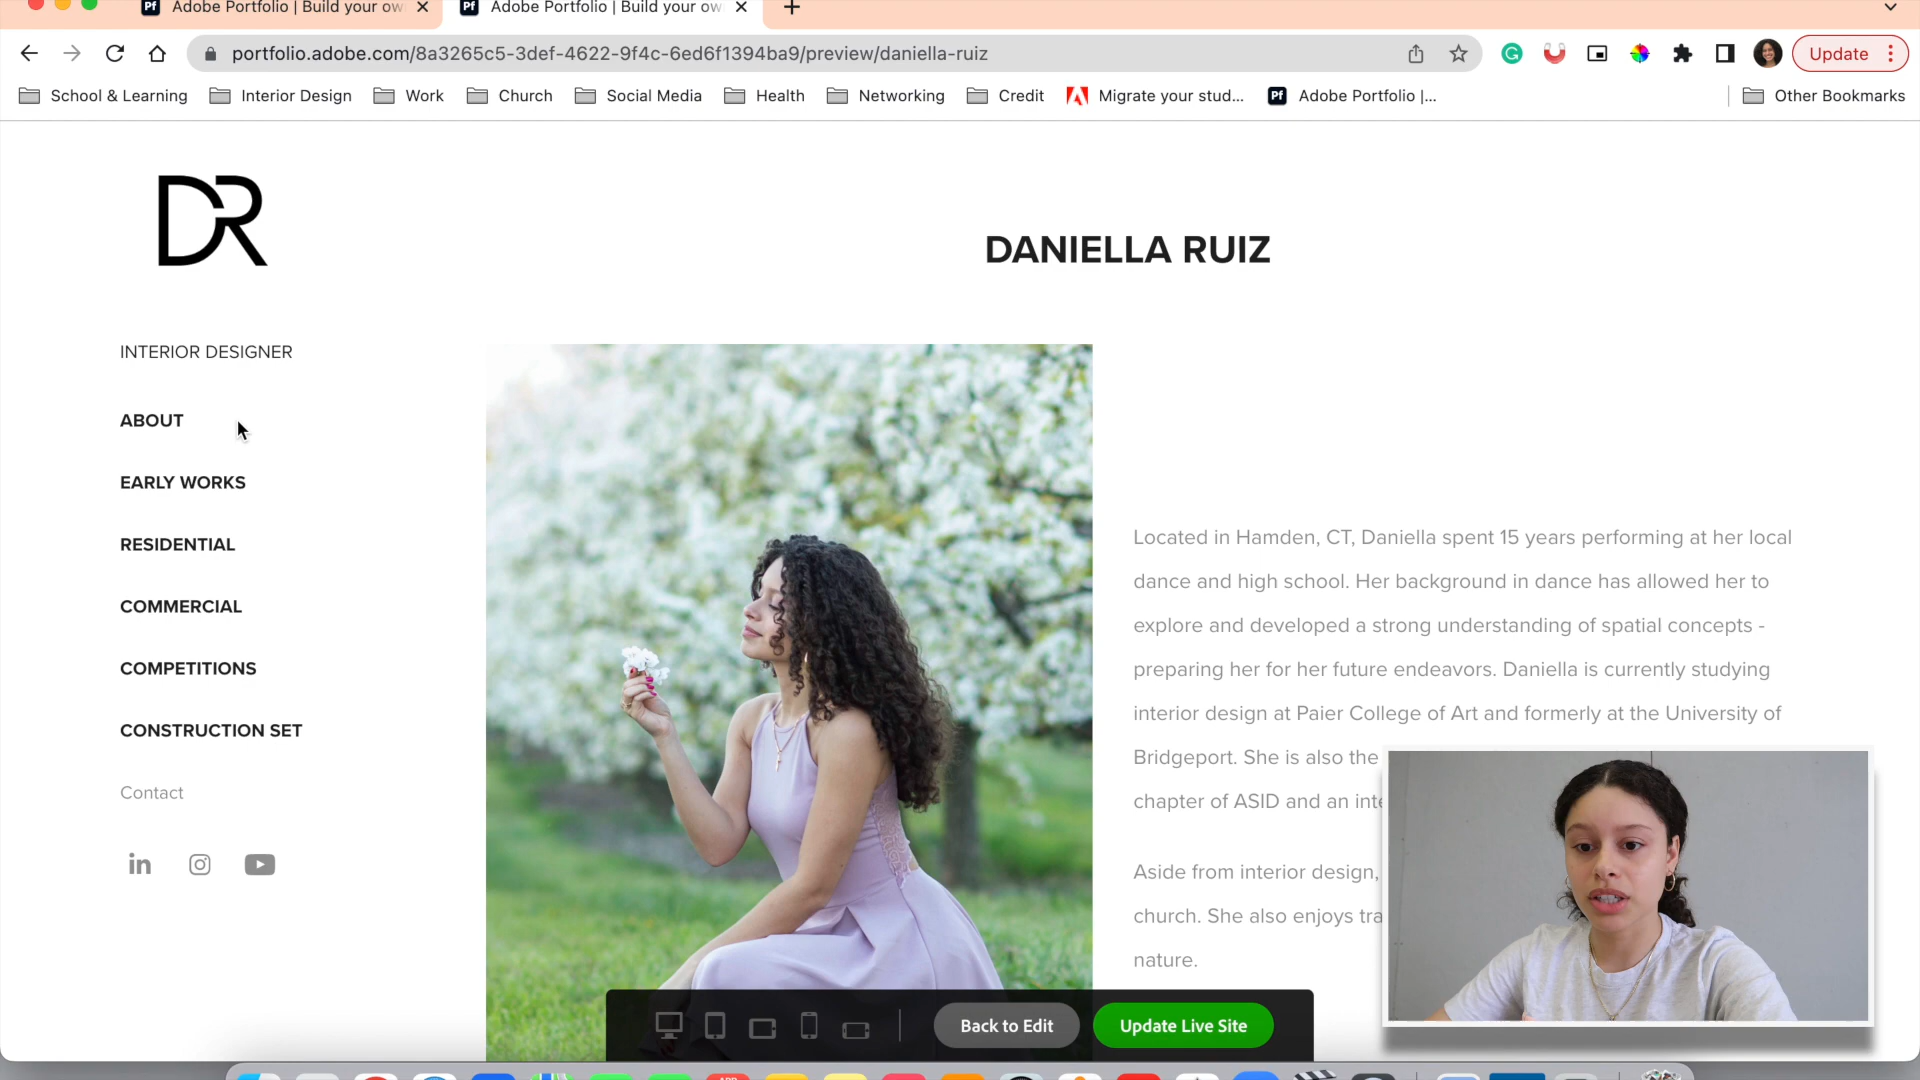 Adobe Portfolio | Build your ow
Adobe Portfolio | Build your ow
portfolio.adobe.com/8a3265c5-3def-4622-9f4c-6ed6f1394ba9/preview/daniella-ruiz
Update
School & Learning
Interior Design
Work
Church
Social Media
Health
Networking
Credit
Migrate your stud...
Adobe Portfolio |...
Other Bookmarks
DR
DANIELLA RUIZ
INTERIOR DESIGNER
ABOUT
EARLY WORKS
RESIDENTIAL
COMMERCIAL
COMPETITIONS
CONSTRUCTION SET
Contact
Located in Hamden, CT, Daniella spent 15 years performing at her local
dance and high school. Her background in dance has allowed her to
explore and developed a strong understanding of spatial concepts -
preparing her for her future endeavors. Daniella is currently studying
interior design at Paier College of Art and formerly at the University of
Bridgeport. She is also the
chapter of ASID and an inte
Aside from interior design,
church. She also enjoys tra
nature.
Back to Edit
Update Live Site